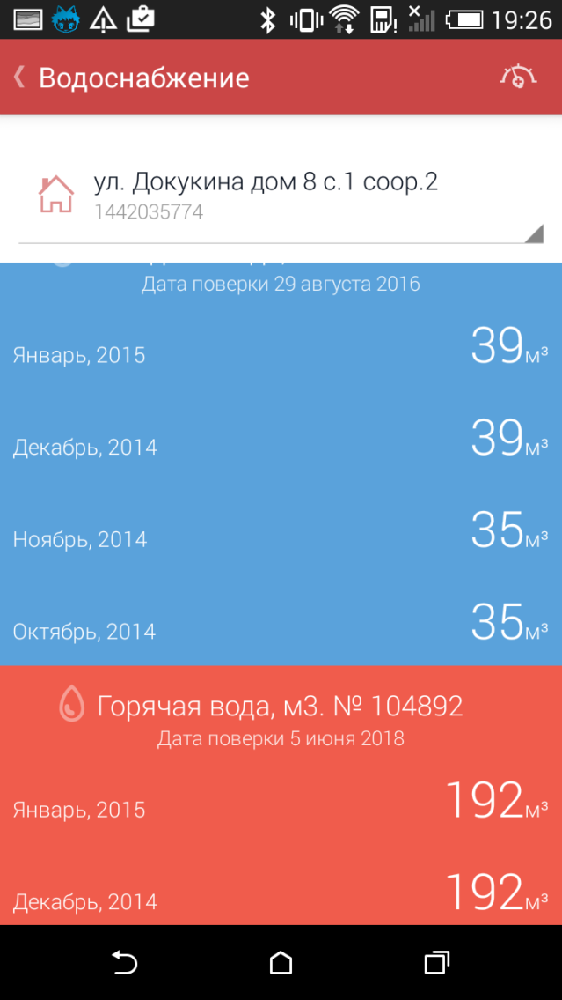 19:26
Водоснабжение
ул. Докукина дом 8 с.1 соор.2
1442035774
Дата поверки 29 августа 2016
Январь, 2015 39м³
Декабрь, 2014 39м³
Ноябрь, 2014 35м³
Октябрь, 2014 35м³
Горячая вода, м3. № 104892
Дата поверки 5 июня 2018
Январь, 2015 192м³
Декабрь, 2014 192м³